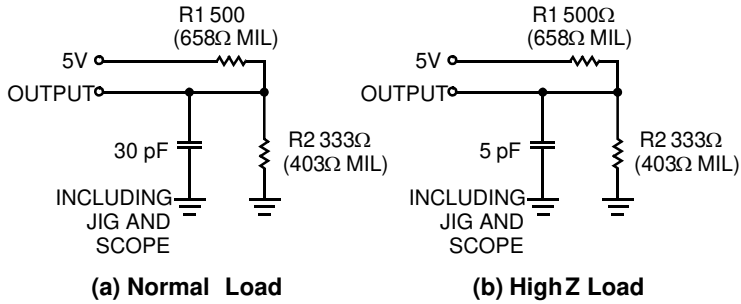 R1 500
(658Ω MIL)
5V
OUTPUT
30 pF
R2 333Ω
(403Ω MIL)
INCLUDING
JIG AND
SCOPE
(a) Normal Load
R1 500Ω
(658Ω MIL)
5V
OUTPUT
5 pF
R2 333Ω
(403Ω MIL)
INCLUDING
JIG AND
SCOPE
(b) High Z Load